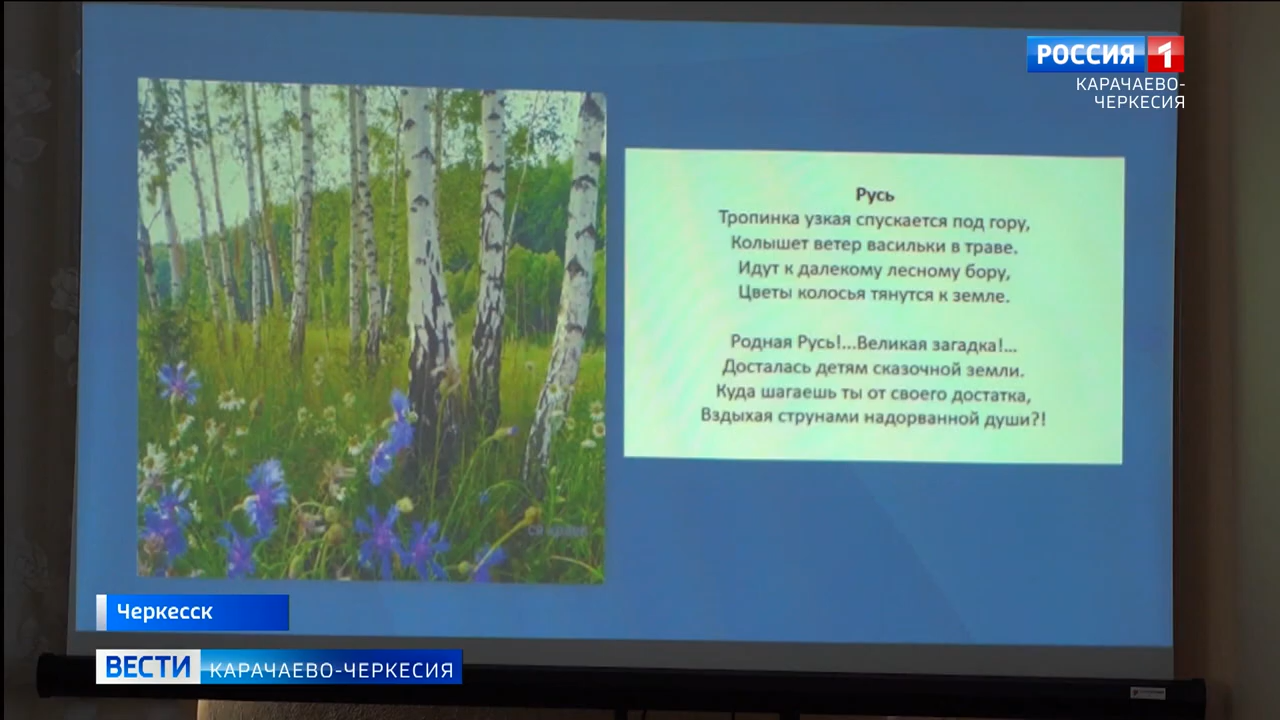 РОССИЯ 1
КАРАЧАЕВО-
ЧЕРКЕСИЯ
Русь
Тропинка узкая спускается под гору,
Колышет ветер васильки в траве.
Идут к далекому лесному бору,
Цветы колосья тянутся к земле.
Родная Русь!...Великая загадка!...
Досталась детям сказочной земли.
Куда шагаешь ты от своего достатка,
Вздыхая струнами надорванной души?!
Черкесск
ВЕСТИ КАРАЧАЕВО-ЧЕРКЕСИЯ